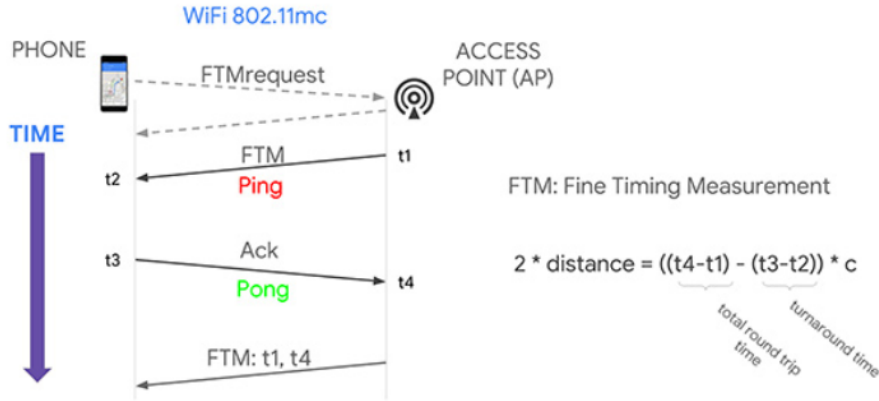 WiFi 802.11mc
PHONE
ACCESS
POINT (AP)
FTMrequest
TIME
FTM
t1
t2
Ping
FTM: Fine Timing Measurement
t3
Ack
t4
Pong
2 * distance = ((t4-t1) - (t3-t2)) * c
total round trip
time
turnaround time
FTM: t1, t4